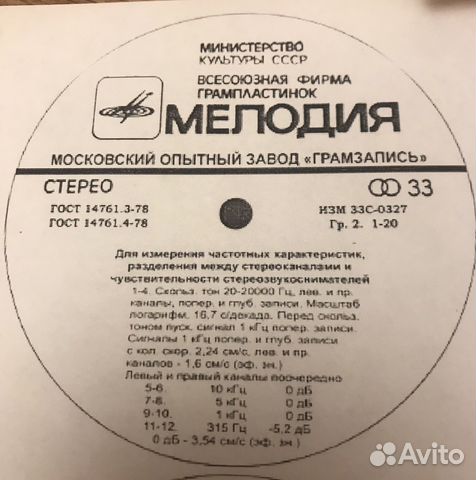 МИНИСТЕРСТВО
КУЛЬТУРЫ СССР
ВСЕСОЮЗНАЯ ФИРМА
ГРАМПЛАСТИНОК
МЕЛОДИЯ
МОСКОВСКИЙ ОПЫТНЫЙ ЗАВОД «ГРАМЗАПИСЬ»
СТЕРЕО 33
ГОСТ 14761.3-78 ИЗМ 33С-0327
ГОСТ 14761.4-78 Гр. 2. 1-20
Для измерения частотных характеристик,
разделения между стереоканалами и
чувствительности стереозвукоснимателей
1-4. Скольз. тон 20-20000 Гц, лев. и пр.
каналы, попер. и глуб. записи. Масштаб
логарифм. 16,7 с/декада. Перед скольз.
тоном пуск. сигнал 1 кГц попер. записи.
Сигналы 1 кГц попер. и глуб. записи
с кол. скор. 2,24 см/с, лев. и пр.
каналов - 1,6 см/с (эф. зн.)
Левый и правый каналы поочередно
5-6. 10 кГц 0 дБ
7-8. 5 кГц 0 дБ
9-10. 1 кГц 0 дБ
11-12. 315 Гц -5,2 дБ
0 дБ - 3,54 см/с (эф. зн.)
Avito